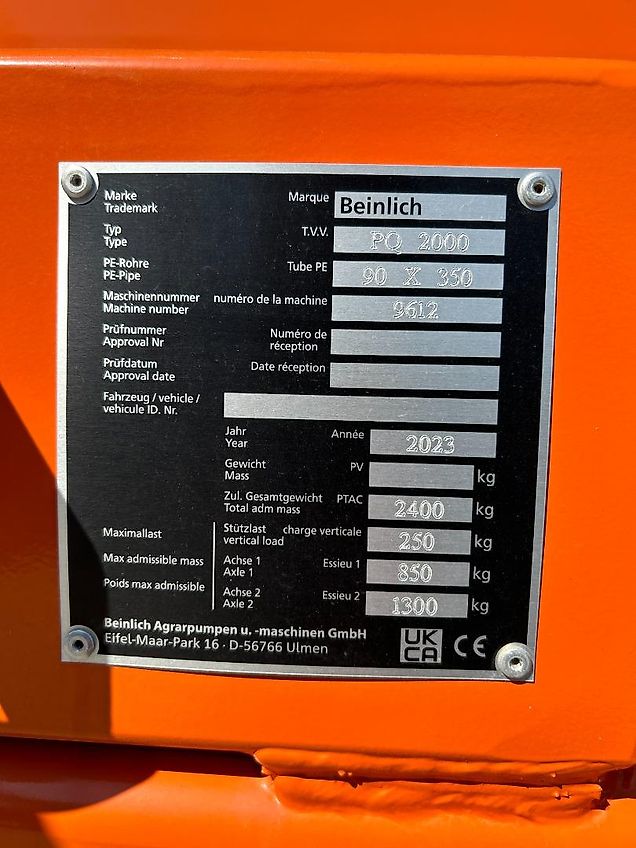 Marke Marque Beinlich
Trademark
Typ T.V.V. PQ 2000
Type
PE-Rohre Tube PE 90 X 350
PE-Pipe
Maschinennummer numéro de la machine 9612
Machine number
Prüfnummer Numéro de
Approval Nr réception
Prüfdatum Date réception
Approval date
Fahrzeug / vehicle /
vehicule ID. Nr.
Jahr Année 2023
Year
Gewicht PV kg
Mass
Zul. Gesamtgewicht PTAC 2400 kg
Total adm mass
Maximallast Stützlast charge verticale 250 kg
vertical load
Max admissible mass Achse 1 Essieu 1 850 kg
Axle 1
Poids max admissible Achse 2 Essieu 2 1300 kg
Axle 2
Beinlich Agrarpumpen u. -maschinen GmbH
Eifel-Maar-Park 16 · D-56766 Ulmen
UK
CA CE